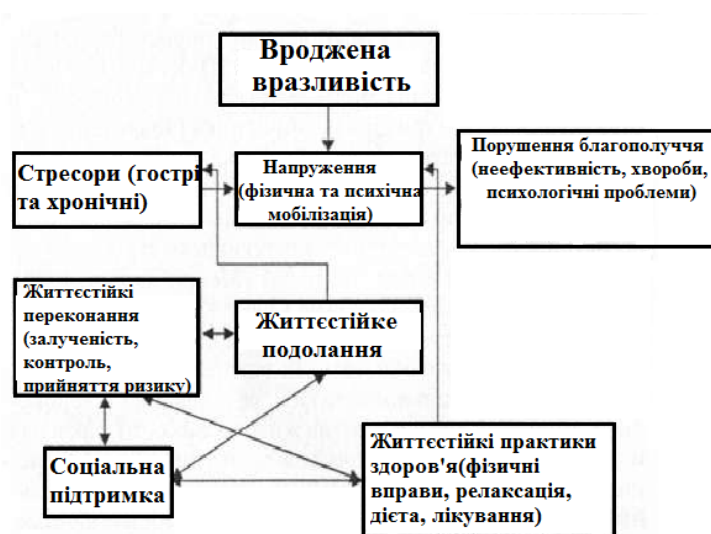 Вроджена
вразливість
Стресори (гострі
та хронічні)
Напруження
(фізична та психічна
мобілізація)
Порушення благополуччя
(неефективність, хвороби,
психологічні проблеми)
Життєстійкі
переконання
(залученість,
контроль,
прийняття ризику)
Життєстійке
подолання
Соціальна
підтримка
Життєстійкі практики
здоров'я(фізичні
вправи, релаксація,
дієта, лікування)